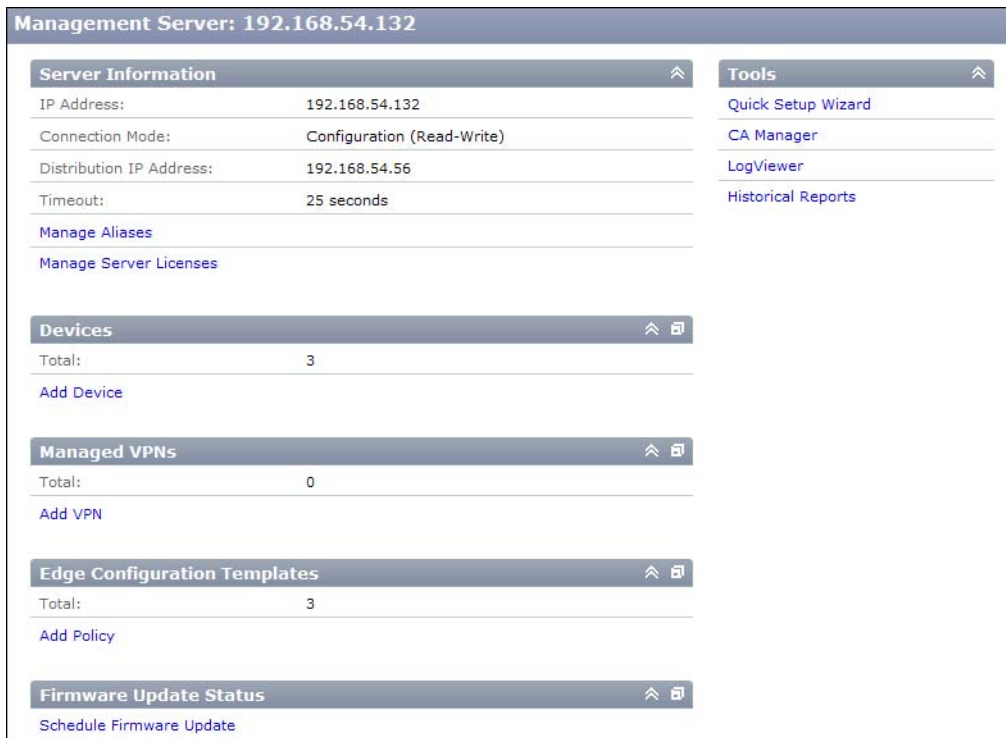 Management Server: 192.168.54.132
Server Information
IP Address: 192.168.54.132
Connection Mode: Configuration (Read-Write)
Distribution IP Address: 192.168.54.56
Timeout: 25 seconds
Manage Aliases
Manage Server Licenses
Devices
Total: 3
Add Device
Managed VPNs
Total: 0
Add VPN
Edge Configuration Templates
Total: 3
Add Policy
Firmware Update Status
Schedule Firmware Update
Tools
Quick Setup Wizard
CA Manager
LogViewer
Historical Reports